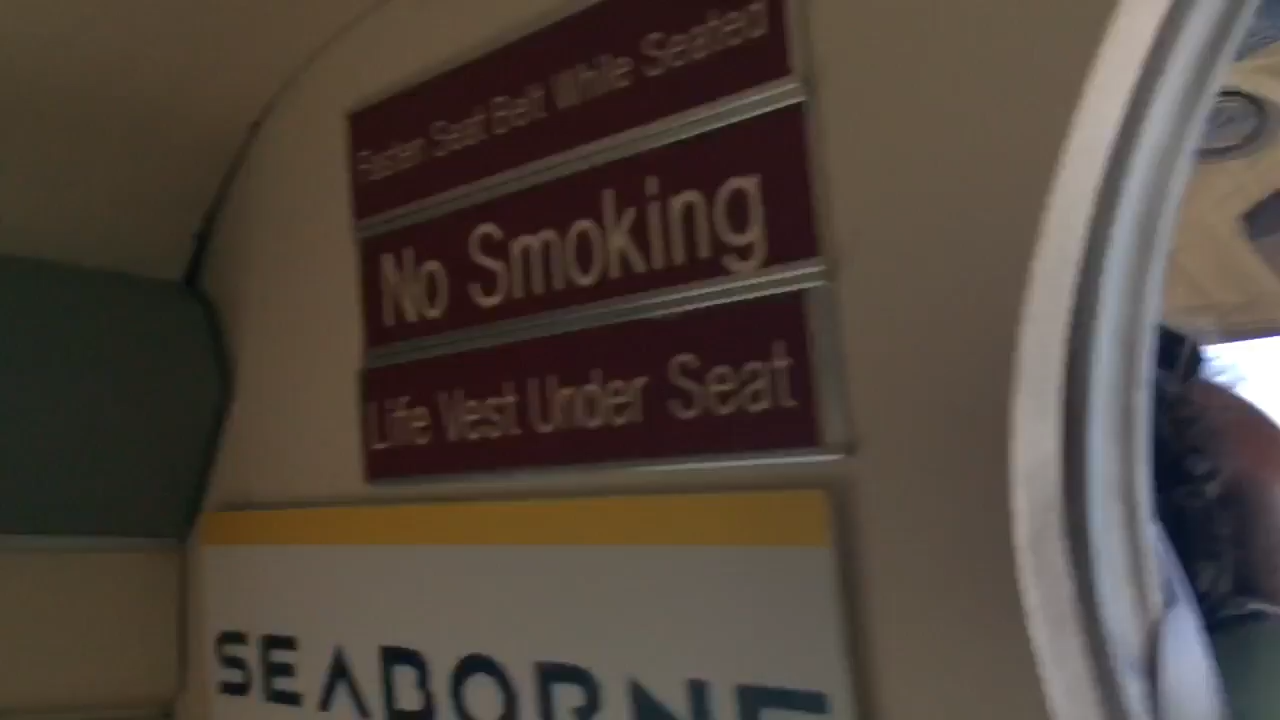 Fasten Seat Belt While Seated
No Smoking
Life Vest Under Seat
SEABORNE